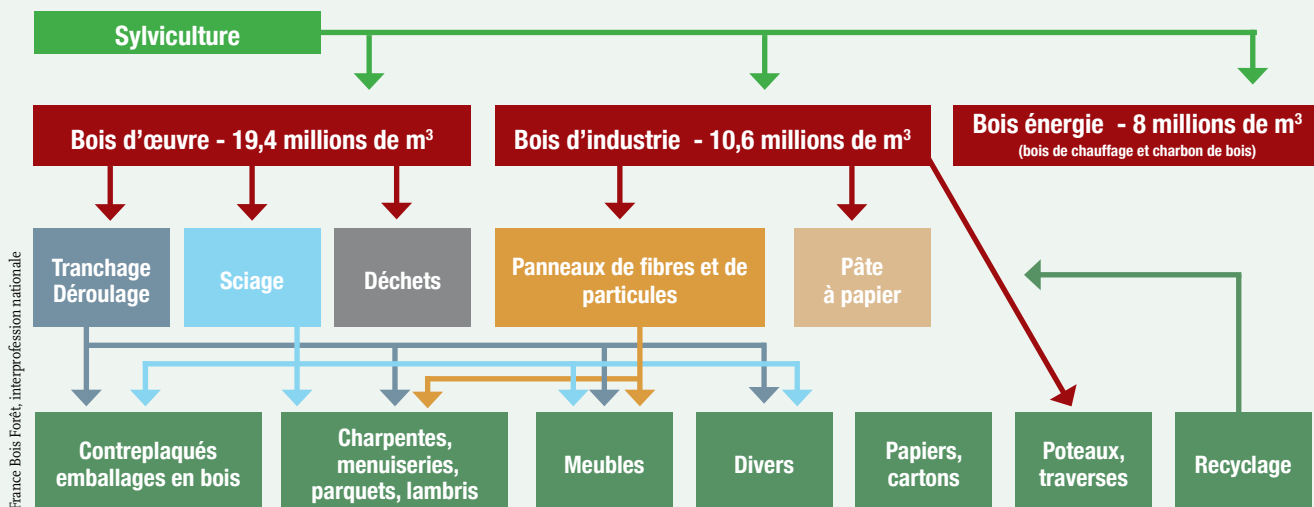 Sylviculture
Bois d'œuvre - 19,4 millions de m³
Bois d'industrie - 10,6 millions de m³
Bois énergie - 8 millions de m³
(bois de chauffage et charbon de bois)
Tranchage
Déroulage
Sciage
Déchets
Panneaux de fibres et de
particules
Pâte
à papier
Contreplaqués
emballages en bois
Charpentes,
menuiseries,
parquets, lambris
Meubles
Divers
Papiers,
cartons
Poteaux,
traverses
Recyclage
France Bois Forêt, interprofession nationale